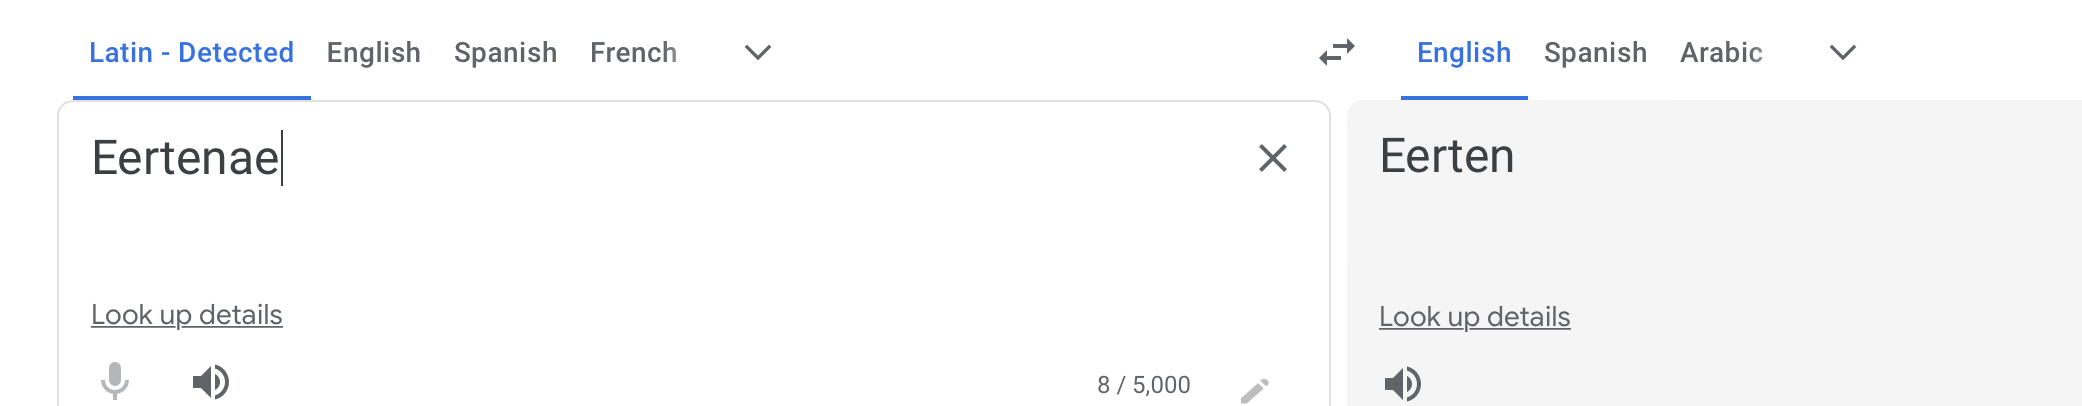 Latin - Detected English Spanish French English Spanish Arabic
Eertenae Eerten
Look up details Look up details
8 / 5,000